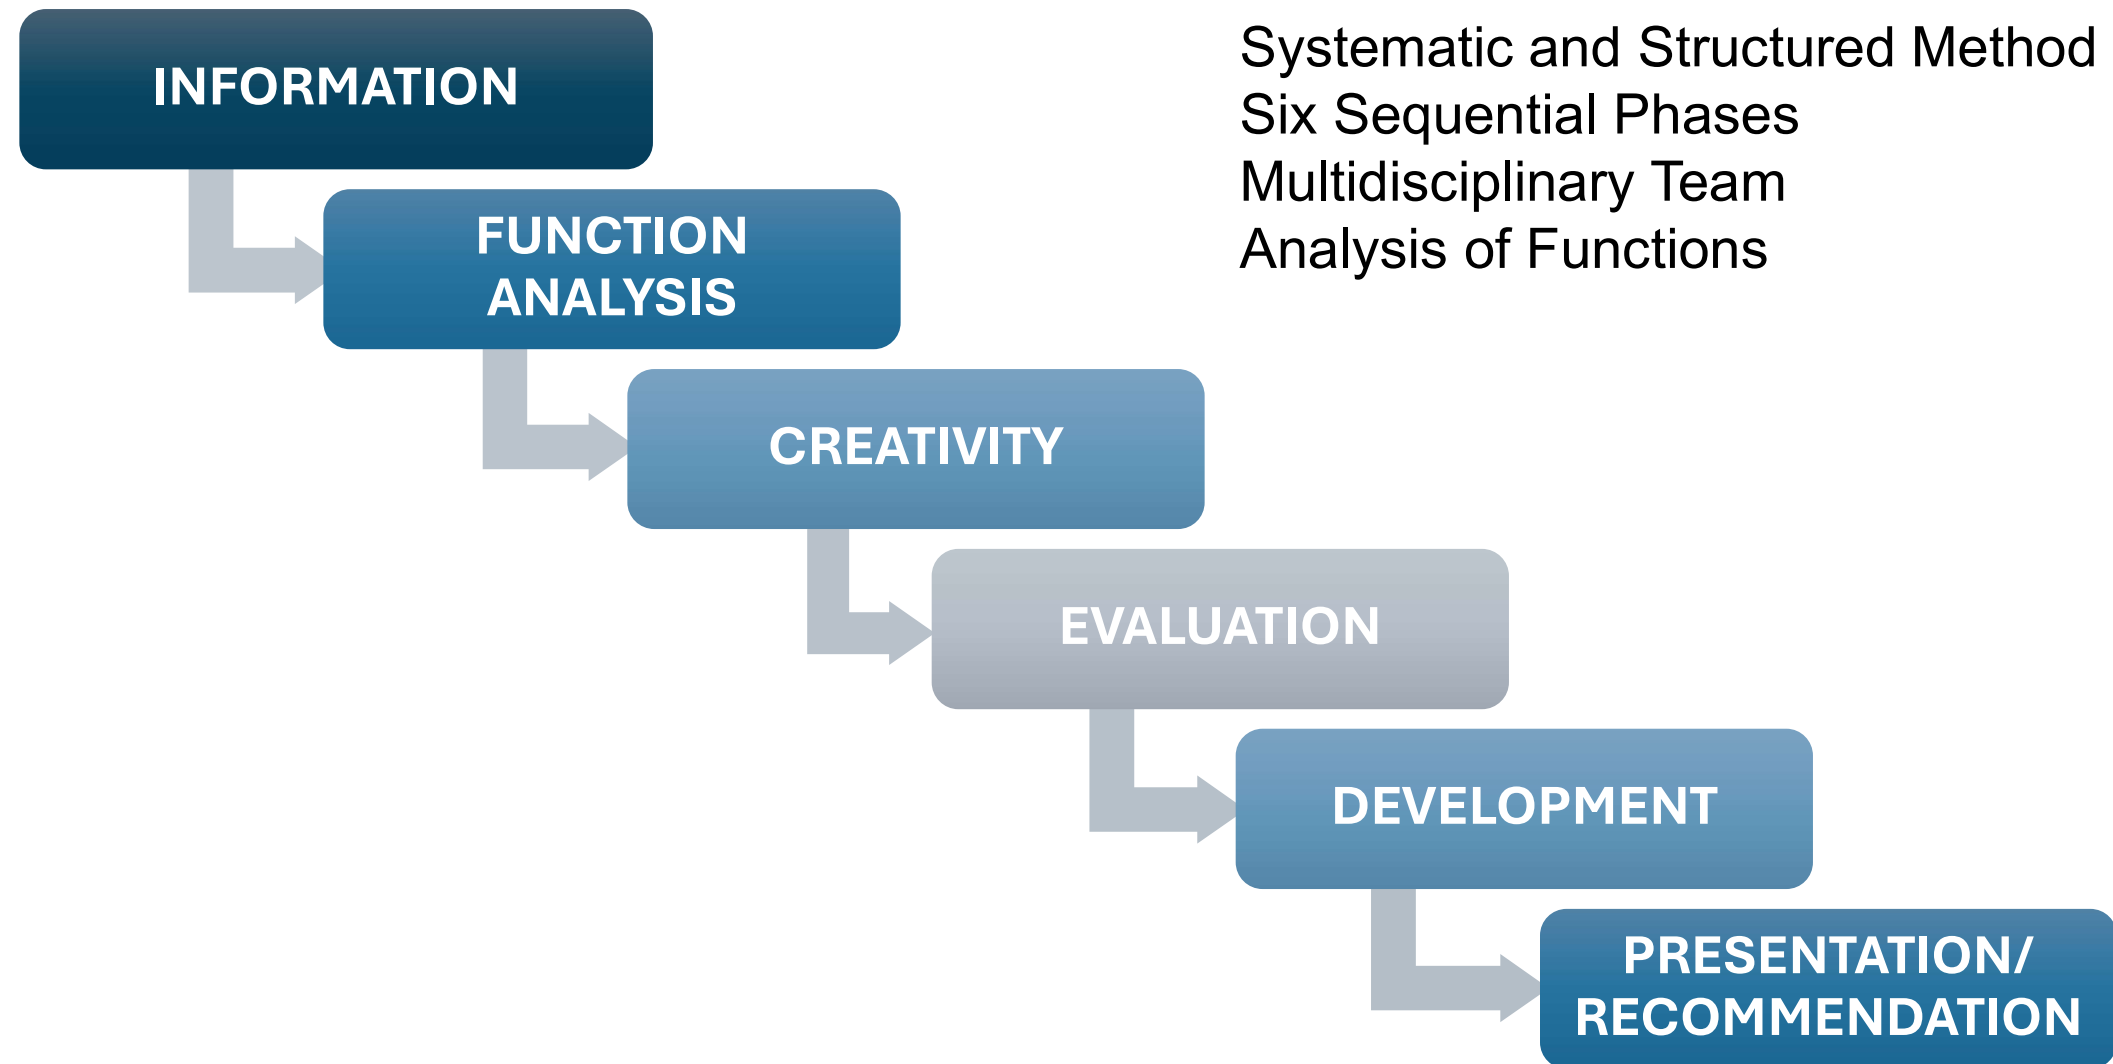 INFORMATION
Systematic and Structured Method
Six Sequential Phases
Multidisciplinary Team
Analysis of Functions
FUNCTION
ANALYSIS
CREATIVITY
EVALUATION
DEVELOPMENT
PRESENTATION/
RECOMMENDATION